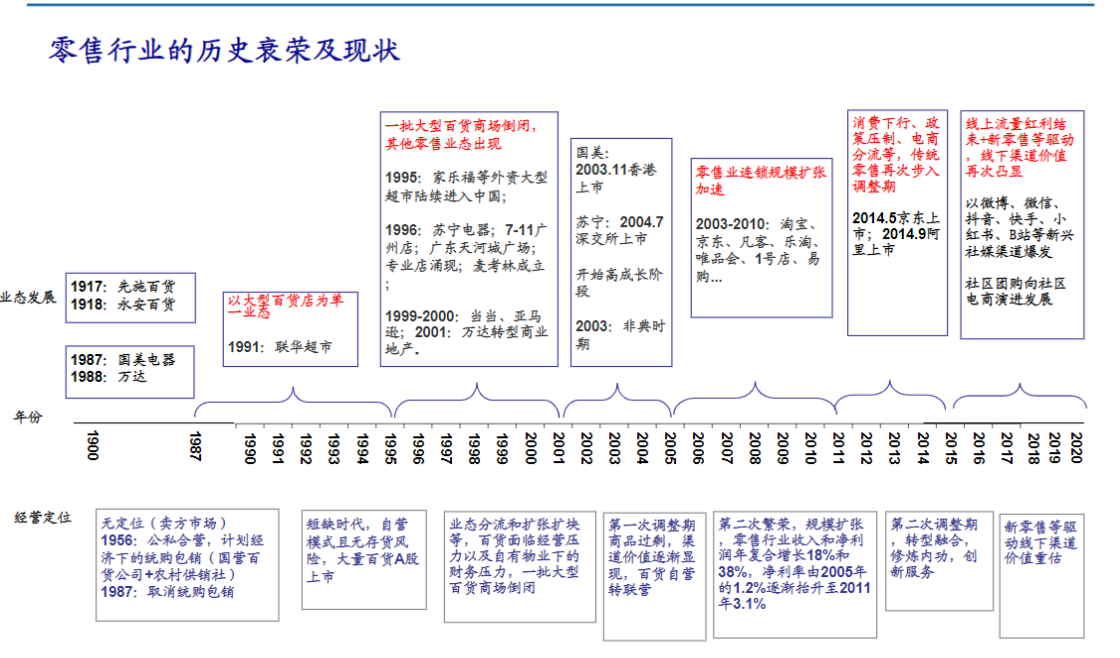 零售行业的历史衰荣及现状
业态发展
1917：先施百货
1918：永安百货
1987：国美电器
1988：万达
以大型百货店为单
一业态
1991：联华超市
一批大型百货商场倒闭，
其他零售业态出现
1995：家乐福等外资大型
超市陆续进入中国；
1996：苏宁电器；7-11广
州店；广东天河城广场；
专业店涌现；麦考林成立
；
1999-2000：当当、亚马
逊；2001：万达转型商业
地产.
国美：
2003.11香港
上市
苏宁：2004.7
深交所上市
开始高成长阶
段
2003：非典时
期
零售业连锁规模扩张
加速
2003-2010：淘宝、
京东、凡客、乐淘、
唯品会、1号店、易
购...
消费下行、政
策压制、电商
分流等，传统
零售再次步入
调整期
2014.5京东上
市；2014.9阿
里上市
线上流量红利结
束+新零售等驱动
，线下渠道价值
再次凸显
以微博、微信、
抖音、快手、小
红书、B站等新兴
社媒渠道爆发
社区团购向社区
电商演进发展
年份
1900
1987
1990
1991
1992
1993
1994
1995
1996
1997
1998
1999
2000
2001
2002
2003
2004
2005
2006
2007
2008
2009
2010
2011
2012
2013
2014
2015
2016
2017
2018
2019
2020
经营定位
无定位（卖方市场）
1956：公私合营，计划经
济下的统购包销（国营百
货公司+农村供销社）
1987：取消统购包销
短缺时代，自营
模式且无存货风
险，大量百货A股
上市
业态分流和扩张扩块
等，百货面临经营压
力以及自有物业下的
财务压力，一批大型
百货商场倒闭
第一次调整期
商品过剩，渠
道价值逐渐显
现，百货自营
转联营
第二次繁荣，规模扩张
，零售行业收入和净利
润年复合增长18%和
38%，净利率由2005年
的1.2%逐渐抬升至2011
年3.1%
第二次调整期
，转型融合，
修炼内功，创
新服务
新零售等驱
动线下渠道
价值重估